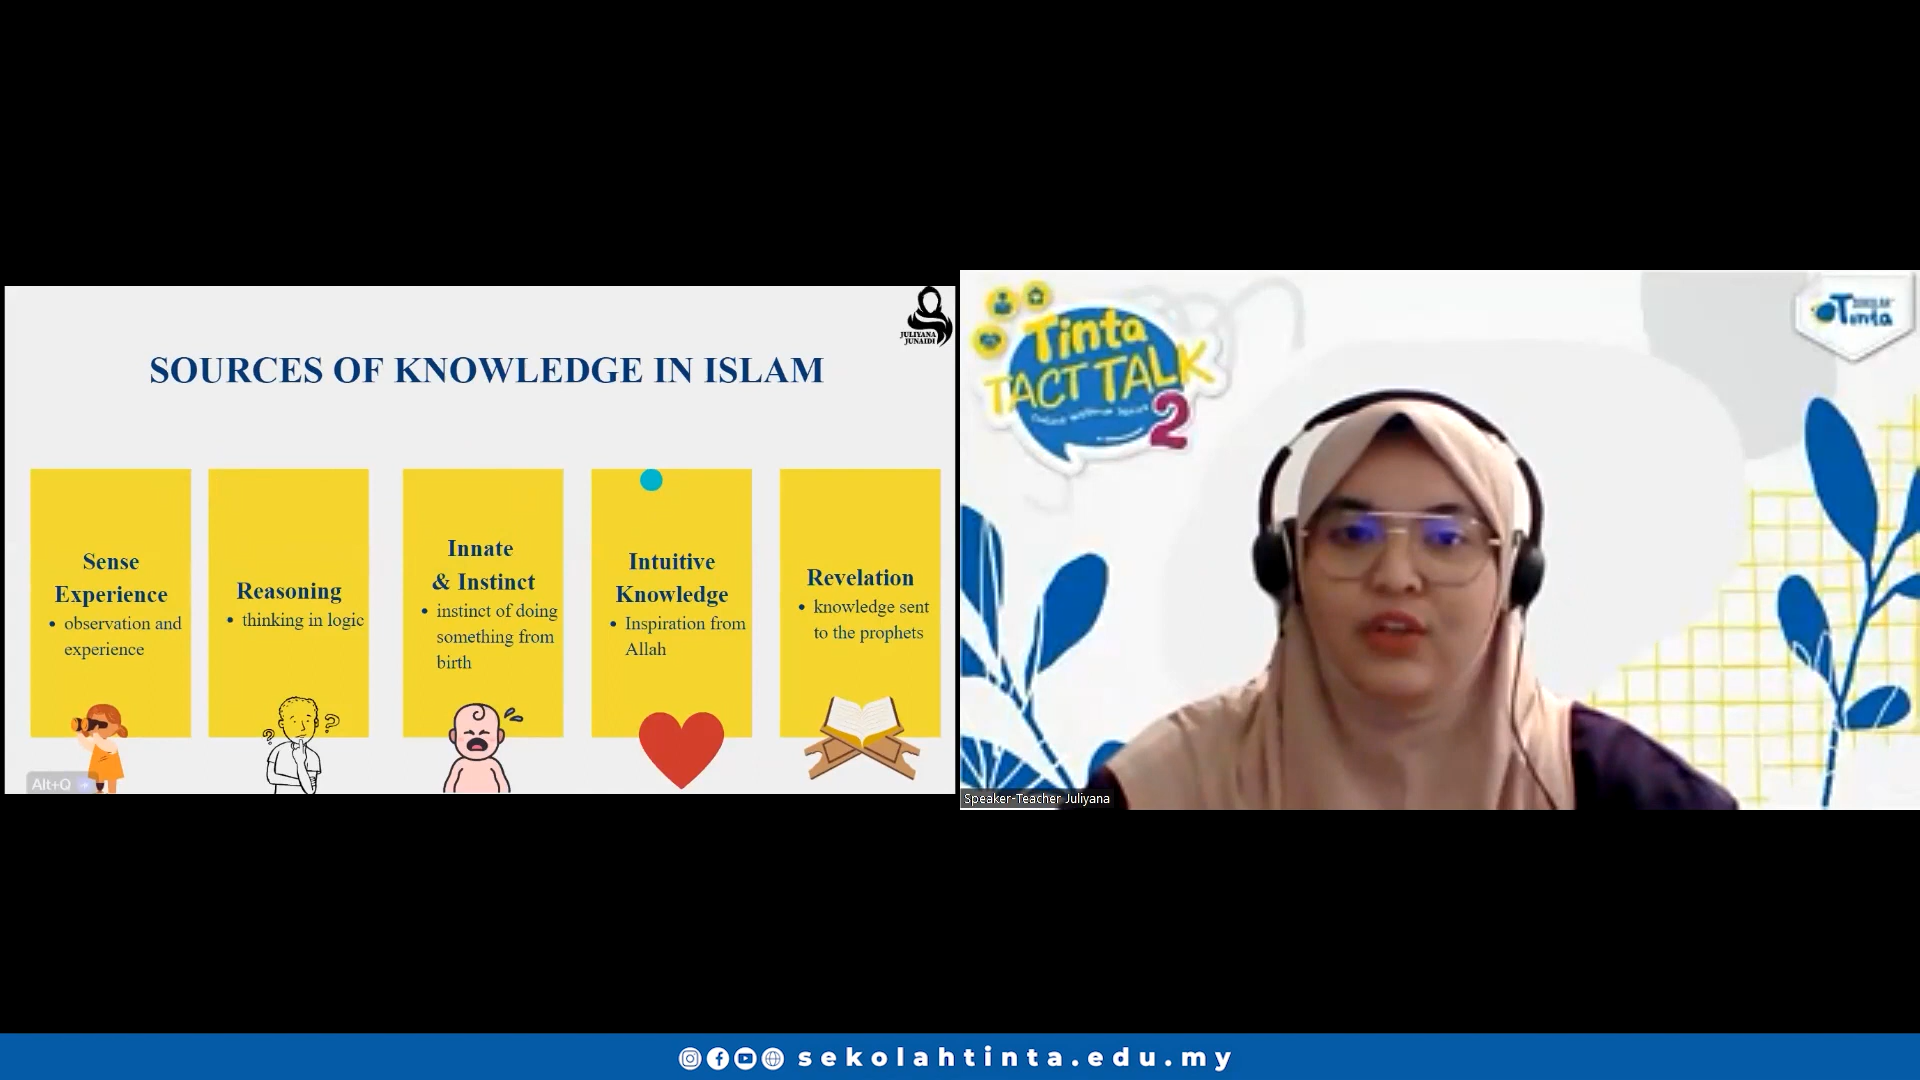 JULIYANA
JUNAIDI
SOURCES OF KNOWLEDGE IN ISLAM
Sense
Experience
• observation and
experience
Reasoning
• thinking in logic
Innate
& Instinct
• instinct of doing
something from
birth
Intuitive
Knowledge
• Inspiration from
Allah
Revelation
• knowledge sent
to the prophets
?
?
Alt+Q
Tinta
TACT TALK
2
Tinta
Speaker-Teacher Juliyana
sekolahtinta.edu.my